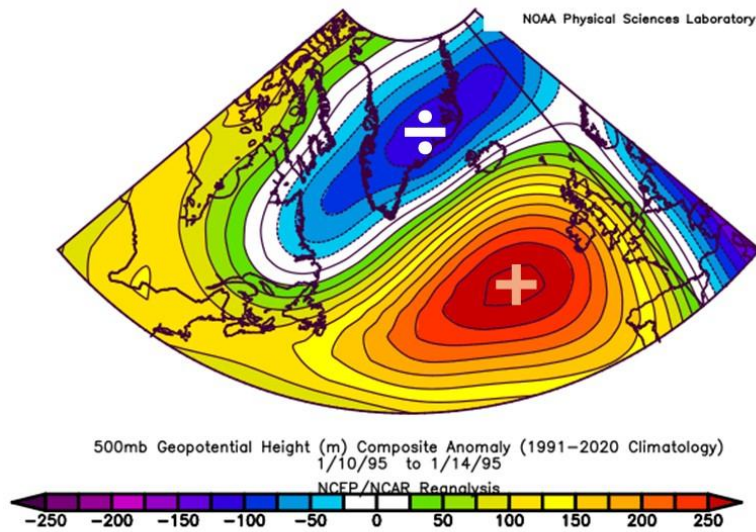 NOAA Physical Sciences Laboratory
500mb Geopotential Height (m) Composite Anomaly (1991-2020 Climatology)
1/10/95 to 1/14/95
NCEP/NCAR Reanalysis
-250 -200 -150 -100 -50 0 50 100 150 200 250